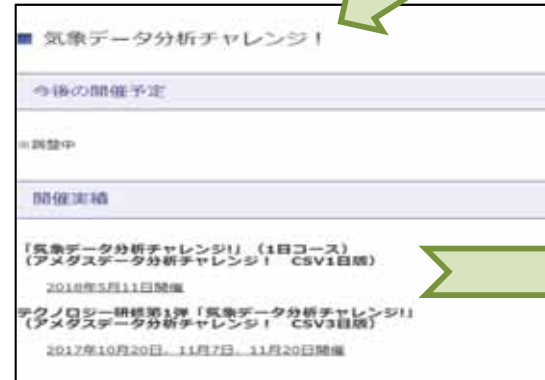 気象データ分析チャレンジ！
今後の開催予定
※調整中
開催実績
「気象データ分析チャレンジ!」（1日コース）
（アメダスデータ分析チャレンジ！　CSV1日版）
2018年5月11日開催
テクノロジー研修第1弾「気象データ分析チャレンジ!」
（アメダスデータ分析チャレンジ！　CSV3日版）
2017年10月20日、11月7日、11月20日開催